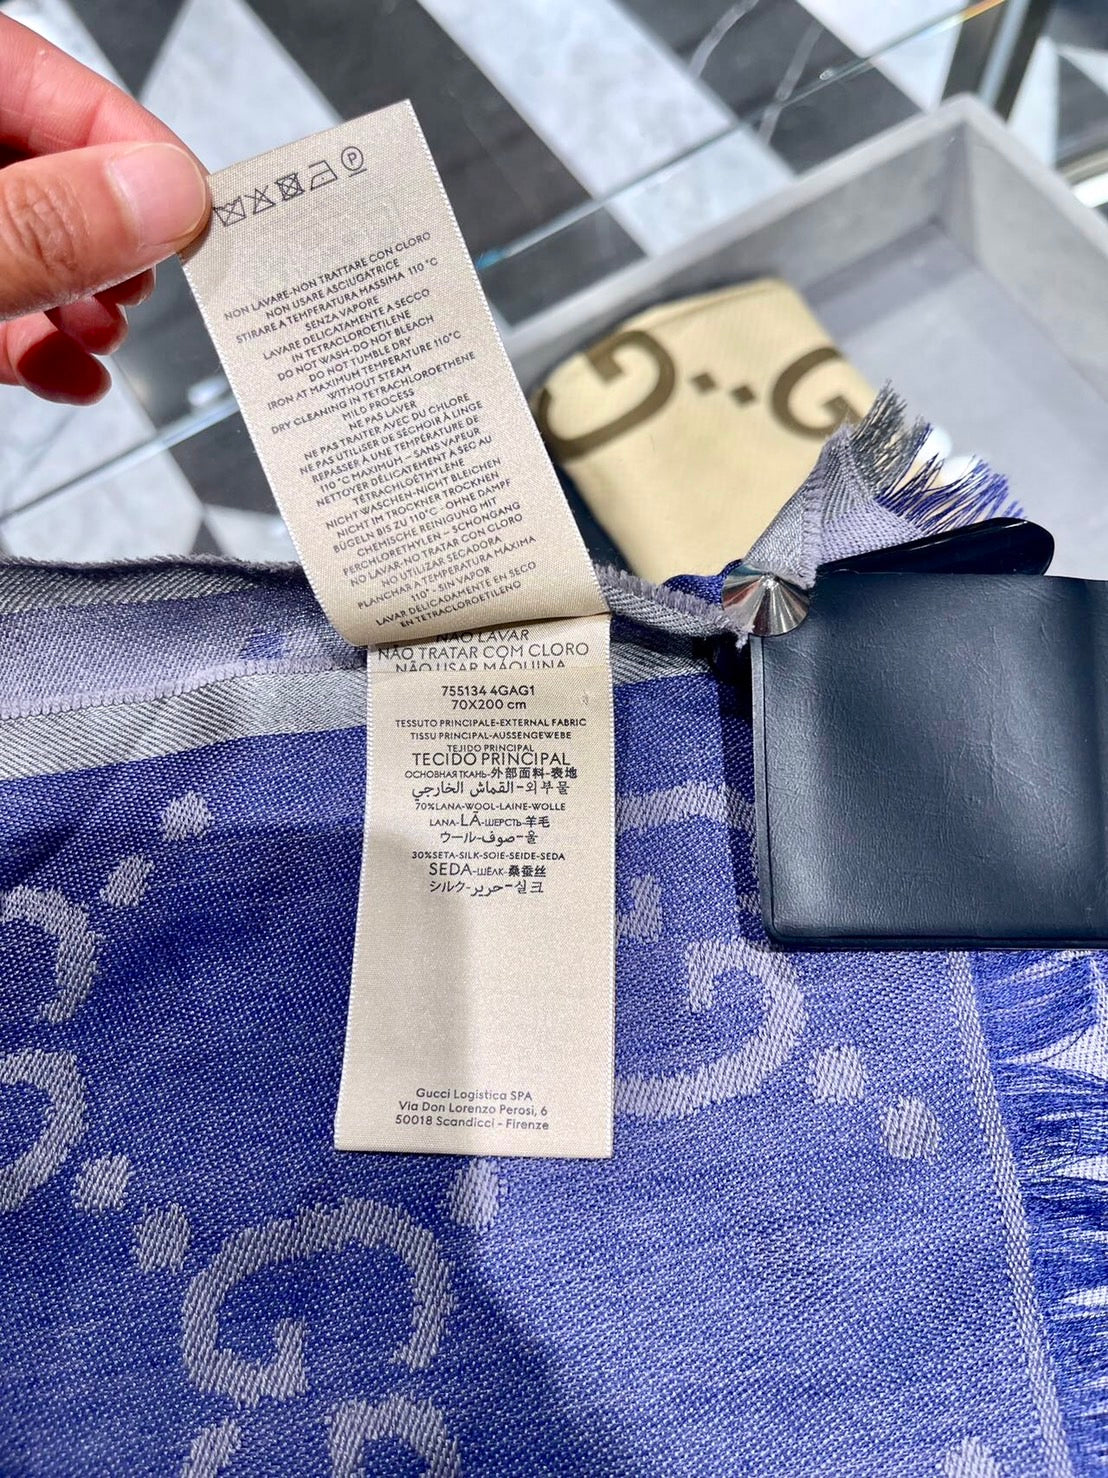 P
NON LAVARE-NON TRATTARE CON CLORO
NON USARE ASCIUGATRICE
STIRARE A TEMPERATURA MASSIMA 110 °C
SENZA VAPORE
LAVARE DELICATAMENTE A SECCO
IN TETRACLOROETILENE
DO NOT WASH-DO NOT BLEACH
DO NOT TUMBLE DRY
IRON AT MAXIMUM TEMPERATURE 110°C
WITHOUT STEAM
DRY CLEANING IN TETRACHLOROETHENE
MILD PROCESS
NE PAS LAVER
NE PAS TRAITER AVEC DU CHLORE
NE PAS UTILISER DE SÉCHOIR À LINGE
REPASSER À UNE TEMPÉRATURE DE
110 °C MAXIMUM – SANS VAPEUR
NETTOYER DÉLICATEMENT À SEC AU
TÉTRACHLOÉTHYLÈNE
NICHT WASCHEN-NICHT BLEICHEN
NICHT IM TROCKNER TROCKNEN
BÜGELN BIS ZU 110°C - OHNE DAMPF
CHEMISCHE REINIGUNG MIT
PERCHLORETHYLEN - SCHONGANG
NO LAVAR-NO TRATAR CON CLORO
NO UTILIZAR SECADORA
PLANCHAR A TEMPERATURA MÁXIMA
110° - SIN VAPOR
LAVAR DELICADAMENTE EN SECO
EN TETRACLOROETILENO
NÃO LAVAR
NÃO TRATAR COM CLORO
NÃO USAR MÁQUINA
755134 4GAG1
70X200 cm
TESSUTO PRINCIPALE-EXTERNAL FABRIC
TISSU PRINCIPAL-AUSSENGEWEBE
TEJIDO PRINCIPAL
TECIDO PRINCIPAL
ОСНОВНАЯ ТКАНЬ-外部面料-表地
القماش الخارجي-외부물
70%LANA-WOOL-LAINE-WOLLE
LANA-LÃ-ШЕРСТЬ-羊毛
ウール-صوف-울
30%SETA-SILK-SOIE-SEIDE-SEDA
SEDA-ШЁЛК-桑蚕丝
シルク-حرير-실크
Gucci Logistica SPA
Via Don Lorenzo Perosi, 6
50018 Scandicci - Firenze